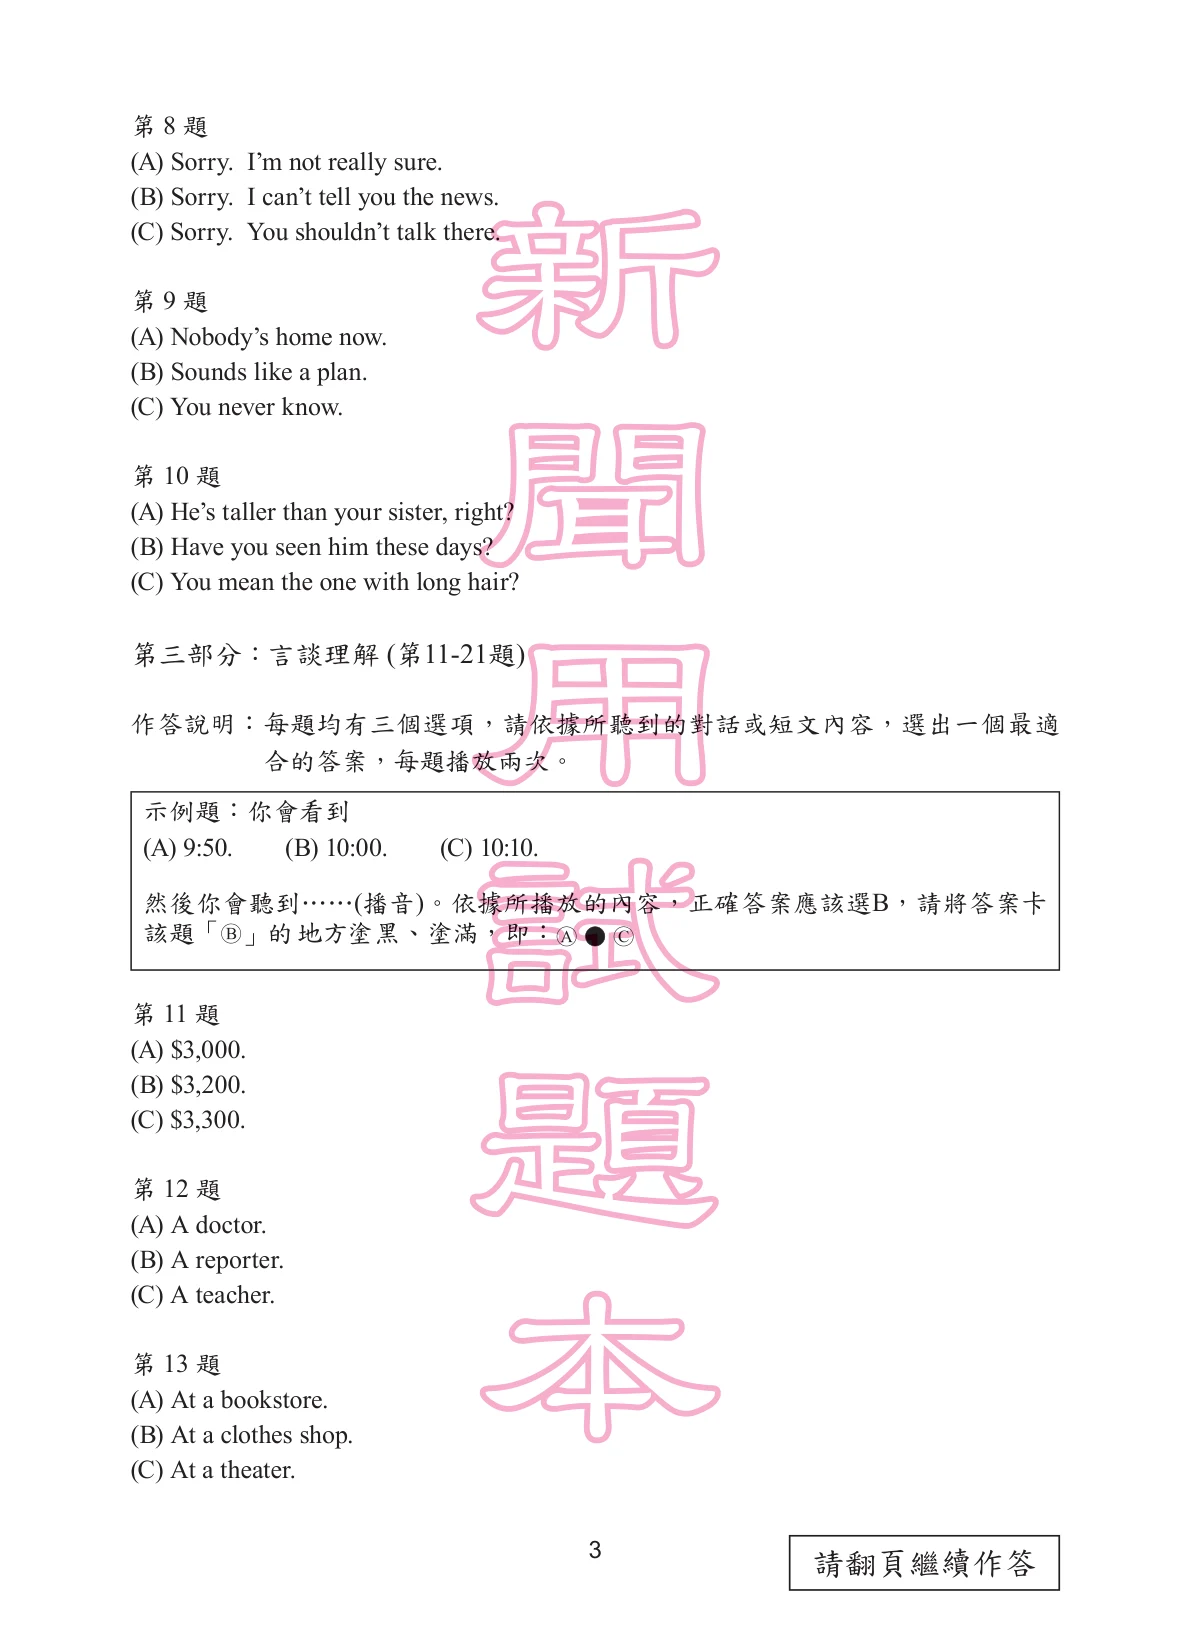 第 8 題
(A) Sorry.  I’m not really sure.
(B) Sorry.  I can’t tell you the news.
(C) Sorry.  You shouldn’t talk there.
第 9 題
(A) Nobody’s home now.
(B) Sounds like a plan.
(C) You never know.
第 10 題
(A) He’s taller than your sister, right?
(B) Have you seen him these days?
(C) You mean the one with long hair?
第三部分：言談理解 (第11-21題)
作答說明：每題均有三個選項，請依據所聽到的對話或短文內容，選出一個最適
合的答案，每題播放兩次。
示例題：你會看到
(A) 9:50.  (B) 10:00.  (C) 10:10.
然後你會聽到……(播音)。依據所播放的內容，正確答案應該選B，請將答案卡
該題「Ⓑ」的地方塗黑、塗滿，即：Ⓐ ● Ⓒ
第 11 題
(A) $3,000.
(B) $3,200.
(C) $3,300.
第 12 題
(A) A doctor.
(B) A reporter.
(C) A teacher.
第 13 題
(A) At a bookstore.
(B) At a clothes shop.
(C) At a theater.
3
請翻頁繼續作答
新聞用試題本